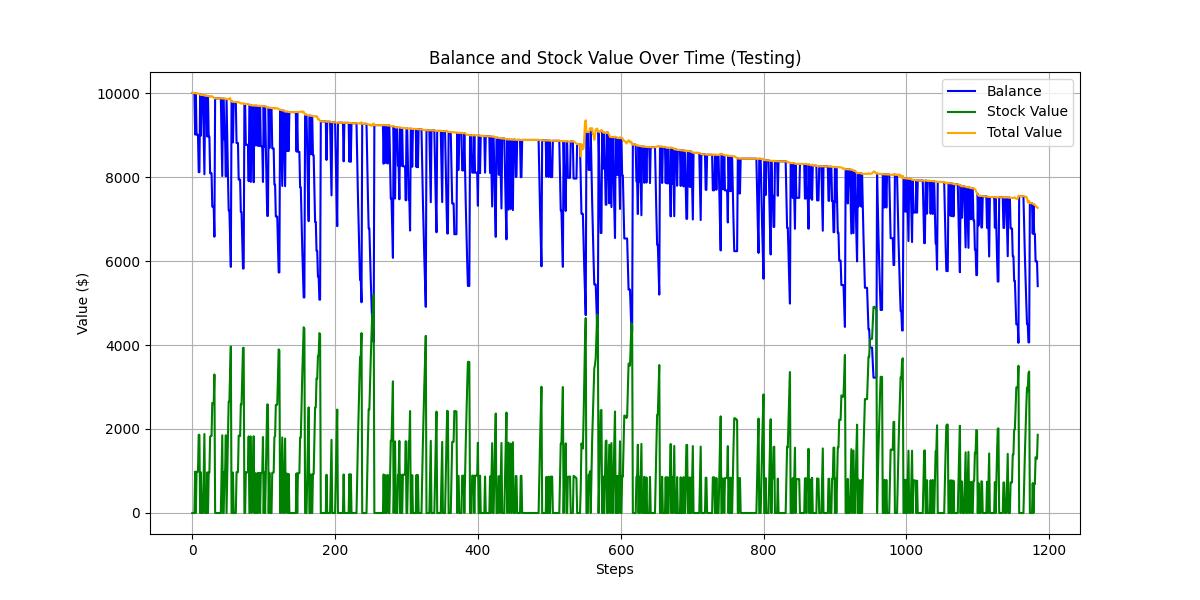 Balance and Stock Value Over Time (Testing)
Balance
Stock Value
Total Value
Value ($)
10000
8000
6000
4000
2000
0
0 200 400 600 800 1000 1200
Steps